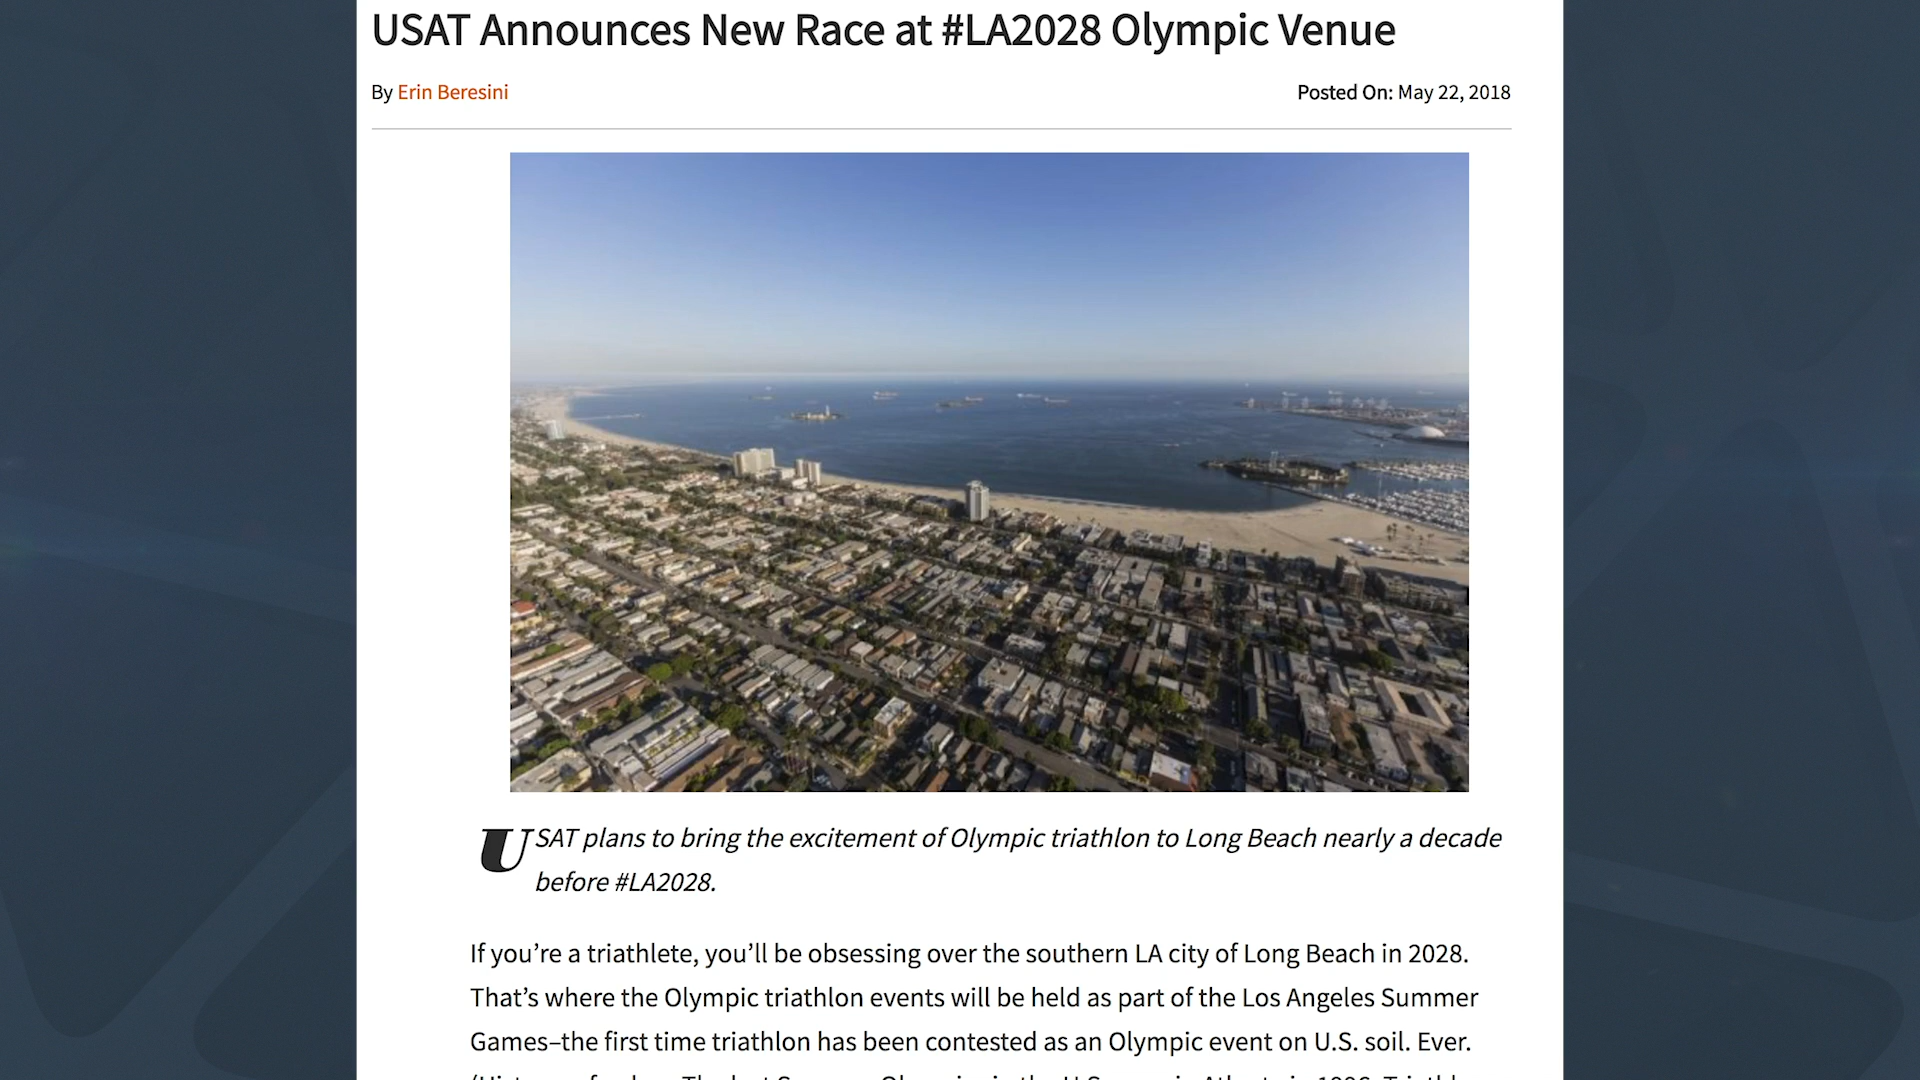 USAT Announces New Race at #LA2028 Olympic Venue
By Erin Beresini
Posted On: May 22, 2018
USAT plans to bring the excitement of Olympic triathlon to Long Beach nearly a decade
before #LA2028.
If you’re a triathlete, you’ll be obsessing over the southern LA city of Long Beach in 2028.
That’s where the Olympic triathlon events will be held as part of the Los Angeles Summer
Games–the first time triathlon has been contested as an Olympic event on U.S. soil. Ever.